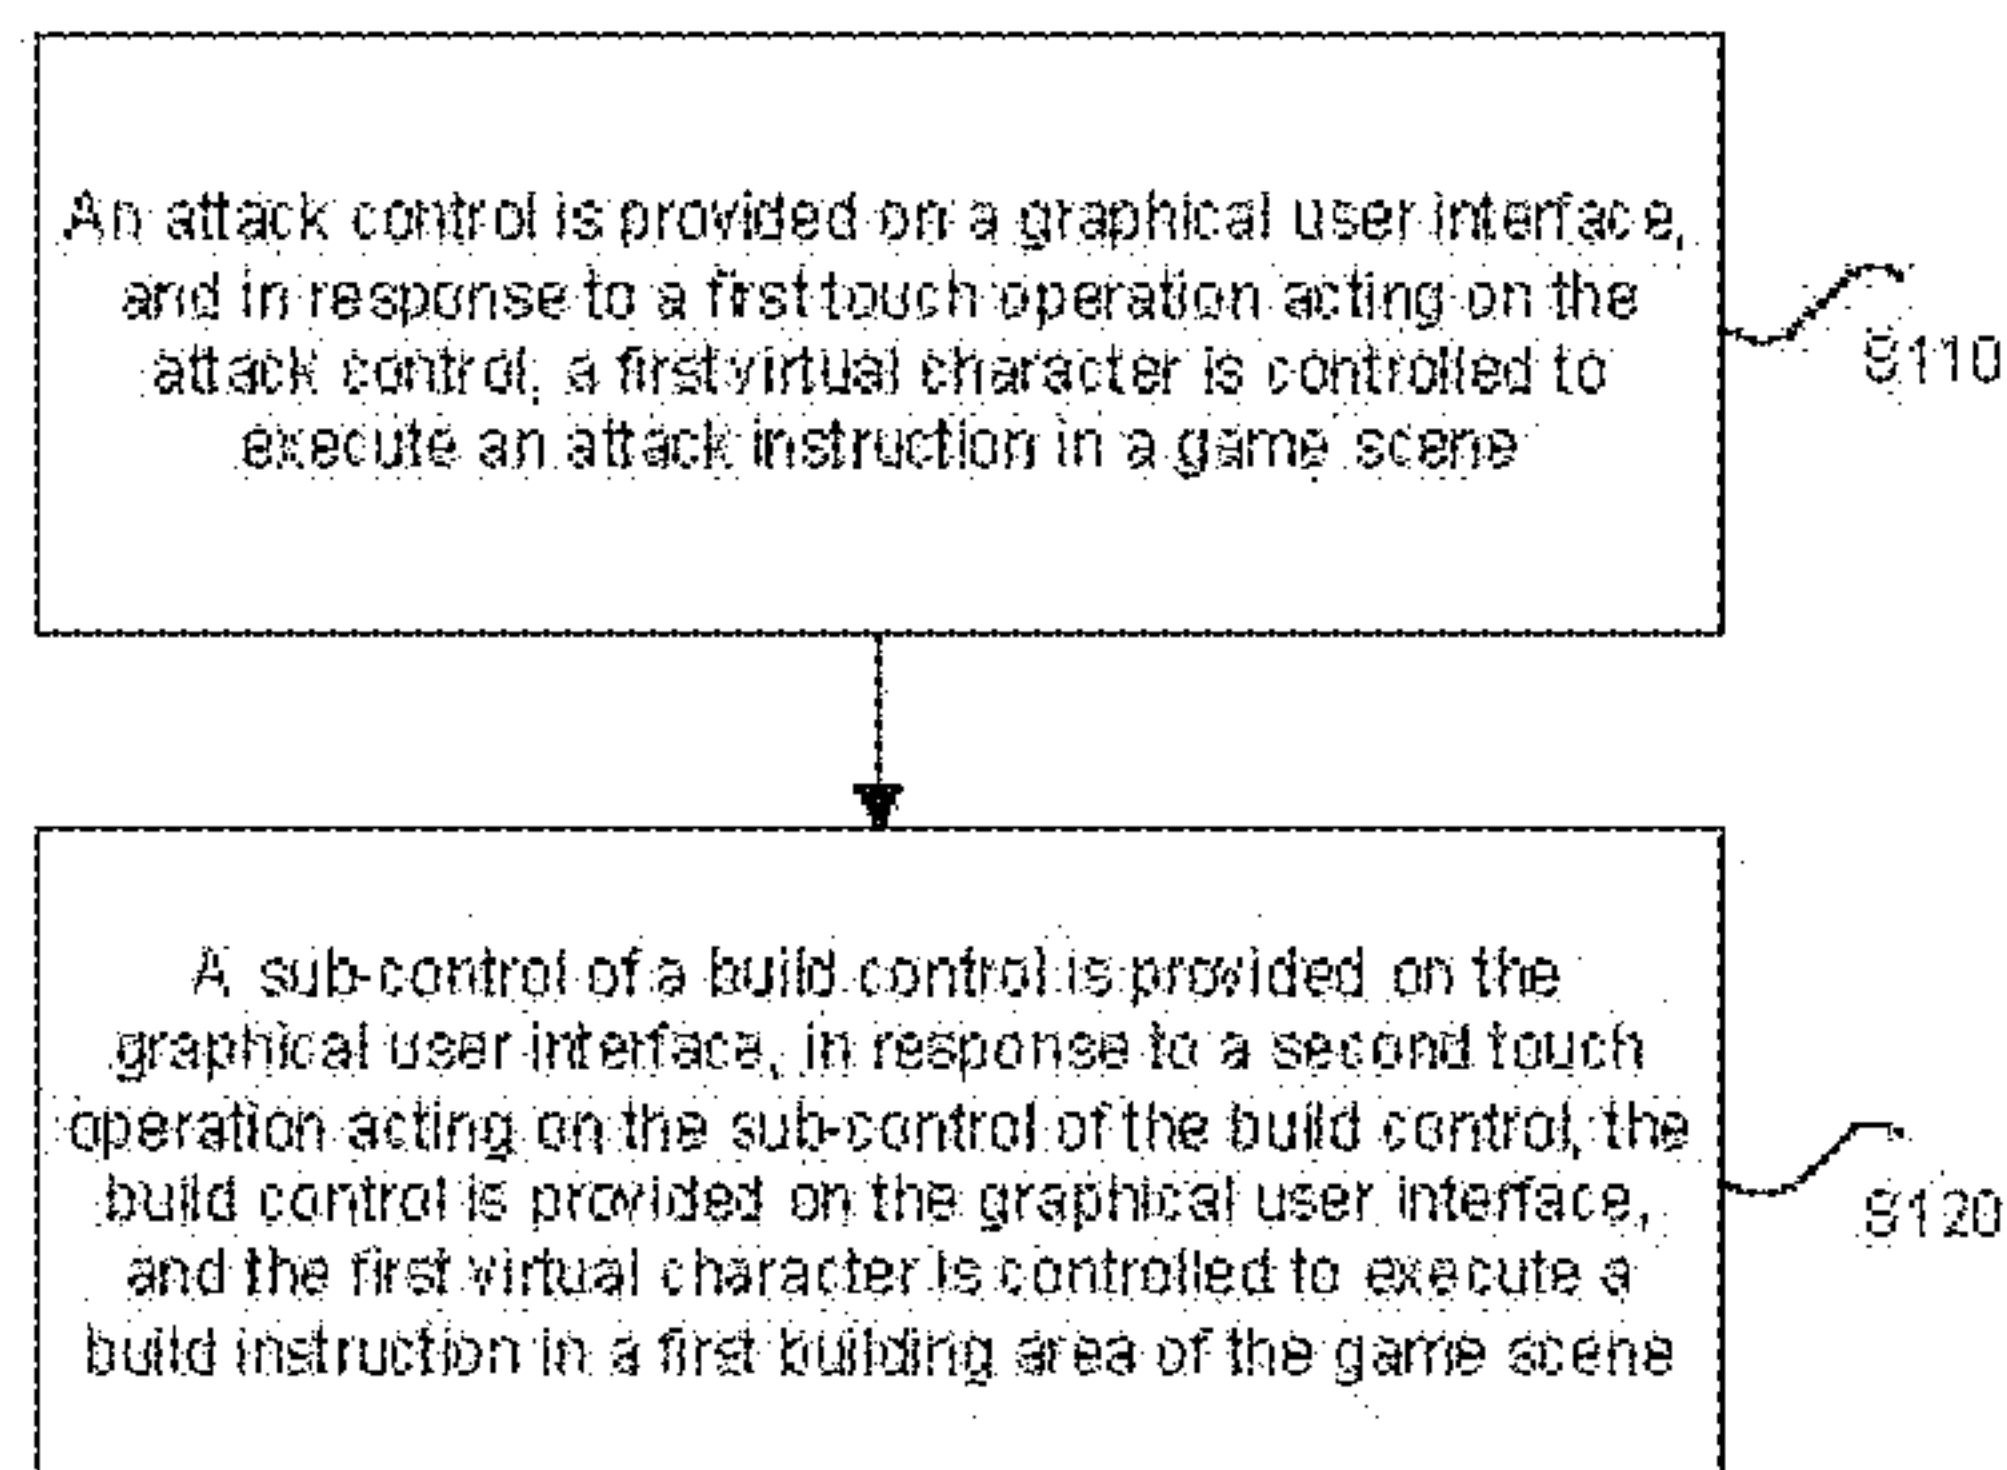 An attack control is provided on a graphical user interface,
and in response to a first touch operation acting on the
attack control, a first virtual character is controlled to
execute an attack instruction in a game scene
S110
A sub-control of a build control is provided on the
graphical user interface, in response to a second touch
operation acting on the sub-control of the build control, the
build control is provided on the graphical user interface,
and the first virtual character is controlled to execute a
build instruction in a first building area of the game scene
S120